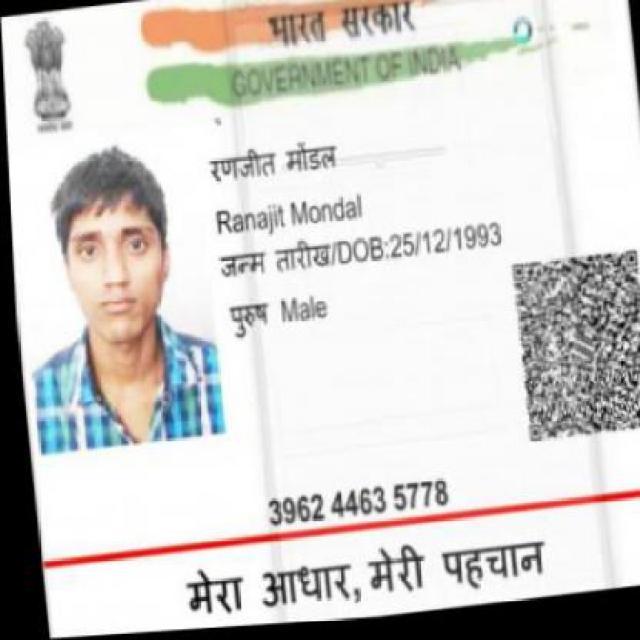 भारत सरकार
GOVERNMENT OF INDIA
रणजीत मोंडल
Ranajit Mondal
जन्म तारीख/DOB:25/12/1993
पुरुष Male
3962 4463 5778
मेरा आधार, मेरी पहचान